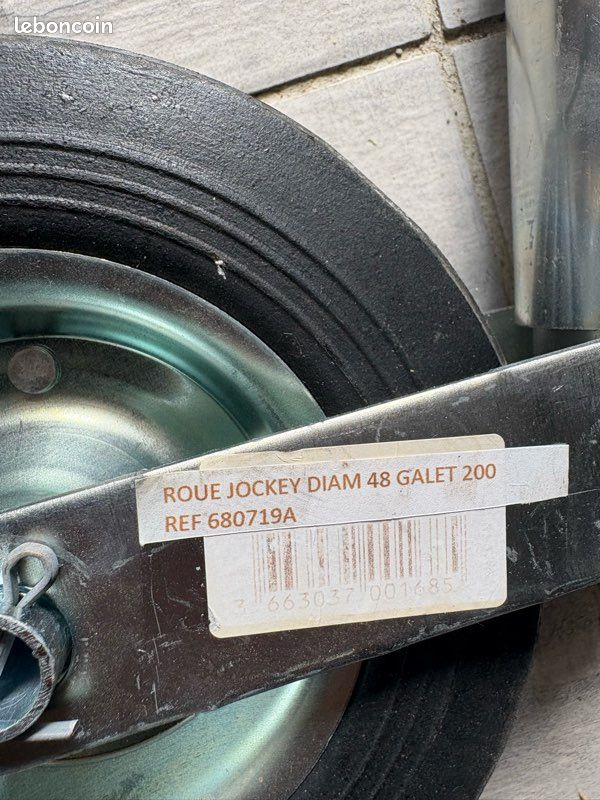 leboncoin
ROUE JOCKEY DIAM 48 GALET 200
REF 680719A
3 663037 001685